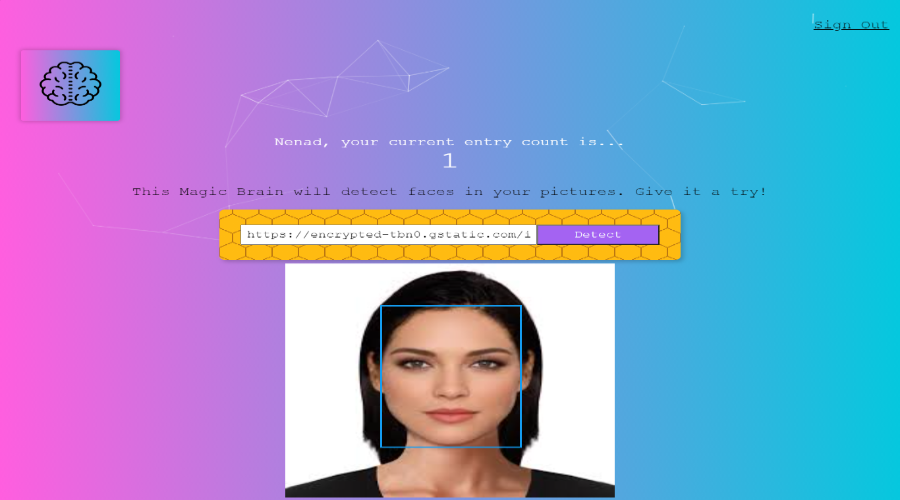 Sign Out
Nenad, your current entry count is...
1
This Magic Brain will detect faces in your pictures. Give it a try!
https://encrypted-tbn0.gstatic.com/i
Detect